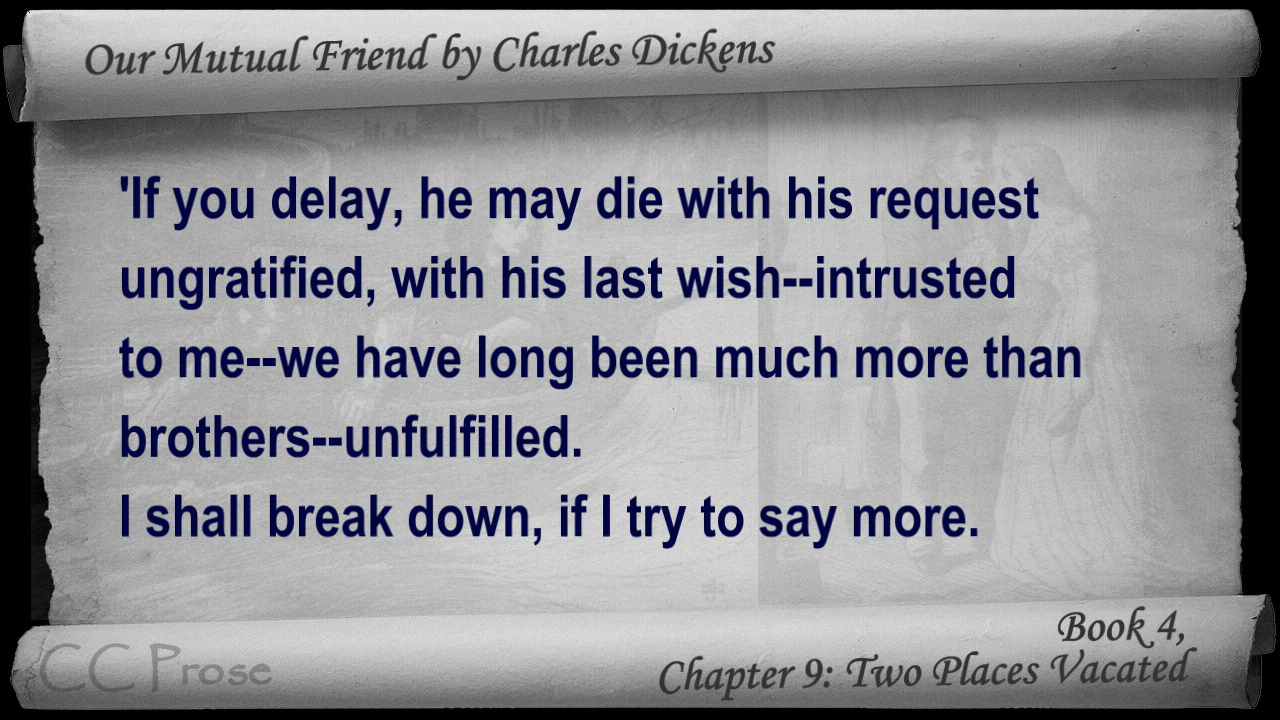 Our Mutual Friend by Charles Dickens
'If you delay, he may die with his request
ungratified, with his last wish--intrusted
to me--we have long been much more than
brothers--unfulfilled.
I shall break down, if I try to say more.
Book 4,
CC Prose
Chapter 9: Two Places Vacated